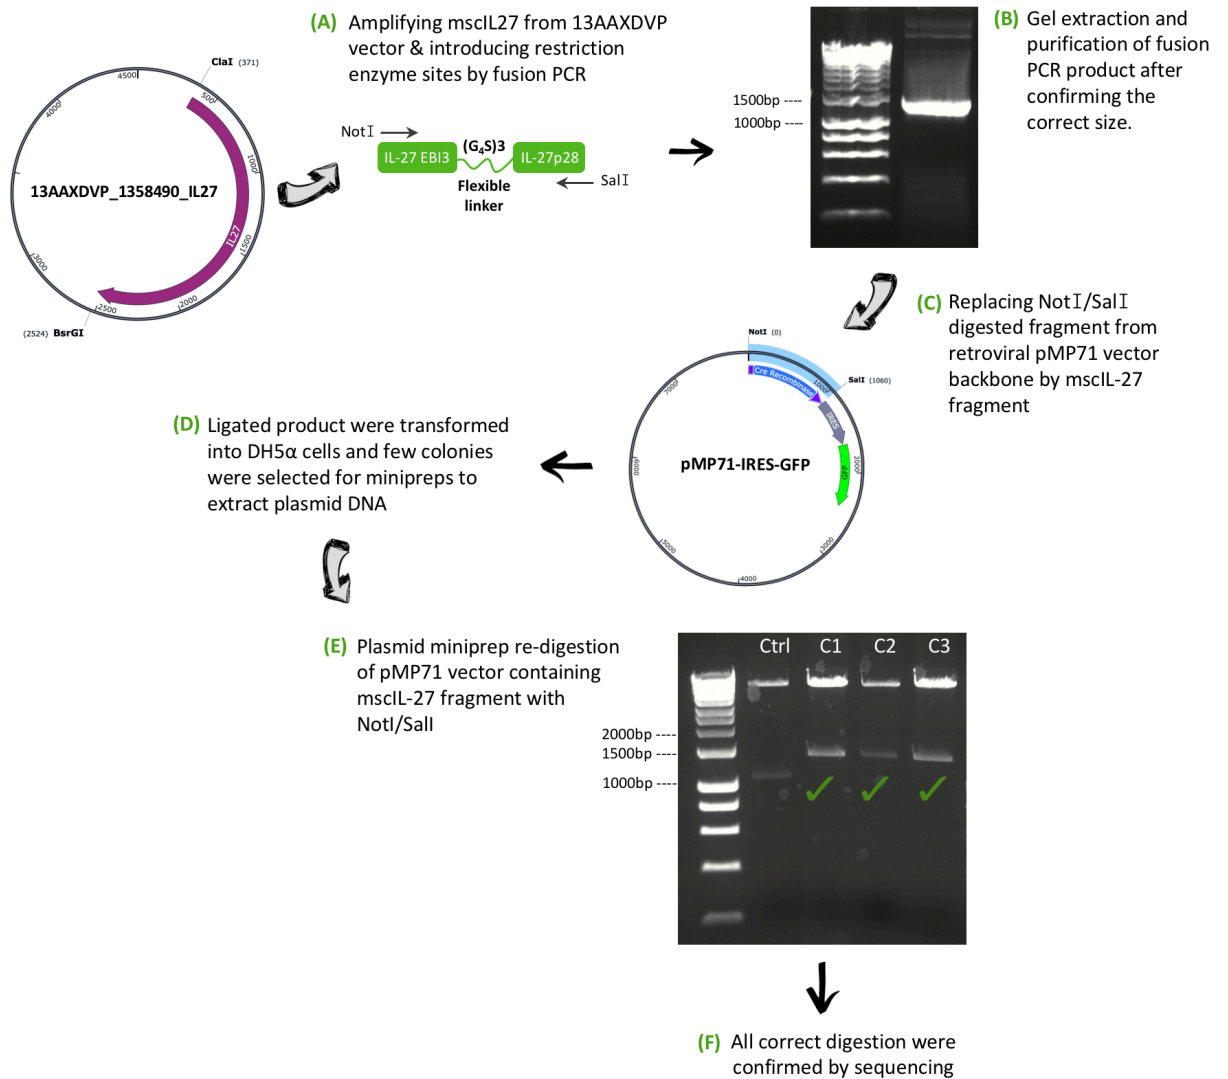 (A) Amplifying mscIL27 from 13AAXDVP
vector & introducing restriction
enzyme sites by fusion PCR
4500
ClaI (371)
500
1000
1500
2000
2500
3000
4000
IL27
13AAXDVP_1358490_IL27
(2524) BsrGI
NotI
IL-27 EBI3
(G4S)3
IL-27p28
Flexible
linker
SalI
1500bp ----
1000bp ----
(B) Gel extraction and
purification of fusion
PCR product after
confirming the
correct size.
(C) Replacing NotI/SalI
digested fragment from
retroviral pMP71 vector
backbone by mscIL-27
fragment
NotI (0)
Cre Recombinase
1000
SalI (1060)
IRES
GFP
2000
3000
4000
5000
6000
7000
pMP71-IRES-GFP
(D) Ligated product were transformed
into DH5α cells and few colonies
were selected for minipreps to
extract plasmid DNA
(E) Plasmid miniprep re-digestion
of pMP71 vector containing
mscIL-27 fragment with
NotI/SalI
Ctrl C1 C2 C3
2000bp ----
1500bp ----
1000bp ----
(F) All correct digestion were
confirmed by sequencing